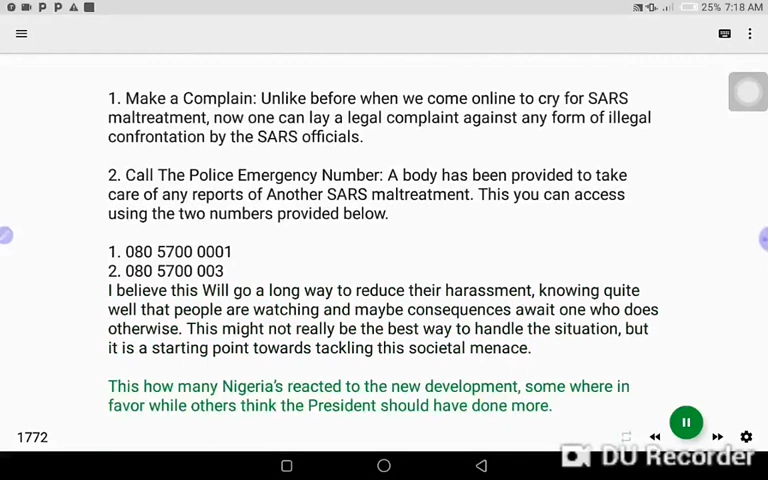 25% 7:18 AM
1. Make a Complain: Unlike before when we come online to cry for SARS
maltreatment, now one can lay a legal complaint against any form of illegal
confrontation by the SARS officials.
2. Call The Police Emergency Number: A body has been provided to take
care of any reports of Another SARS maltreatment. This you can access
using the two numbers provided below.
1. 080 5700 0001
2. 080 5700 003
I believe this Will go a long way to reduce their harassment, knowing quite
well that people are watching and maybe consequences await one who does
otherwise. This might not really be the best way to handle the situation, but
it is a starting point towards tackling this societal menace.
This how many Nigeria's reacted to the new development, some where in
favor while others think the President should have done more.
1772
DU Recorder